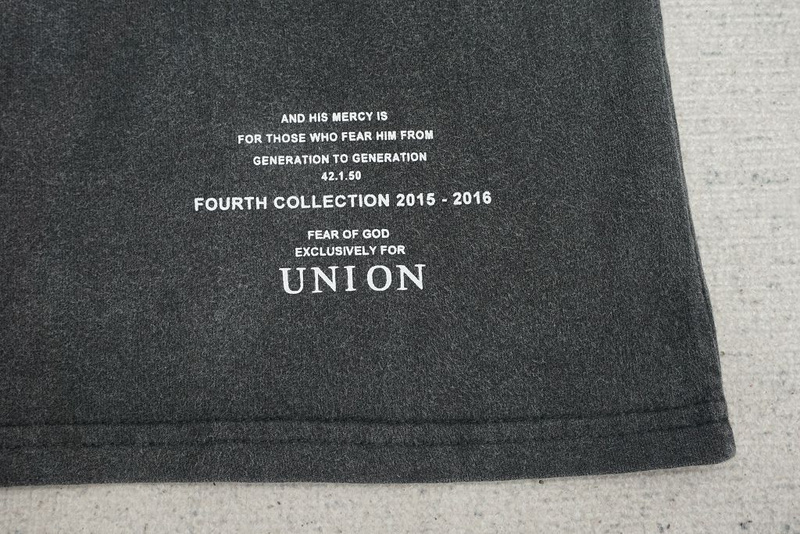 AND HIS MERCY IS
FOR THOSE WHO FEAR HIM FROM
GENERATION TO GENERATION
42.1.50
FOURTH COLLECTION 2015 - 2016
FEAR OF GOD
EXCLUSIVELY FOR
UNION